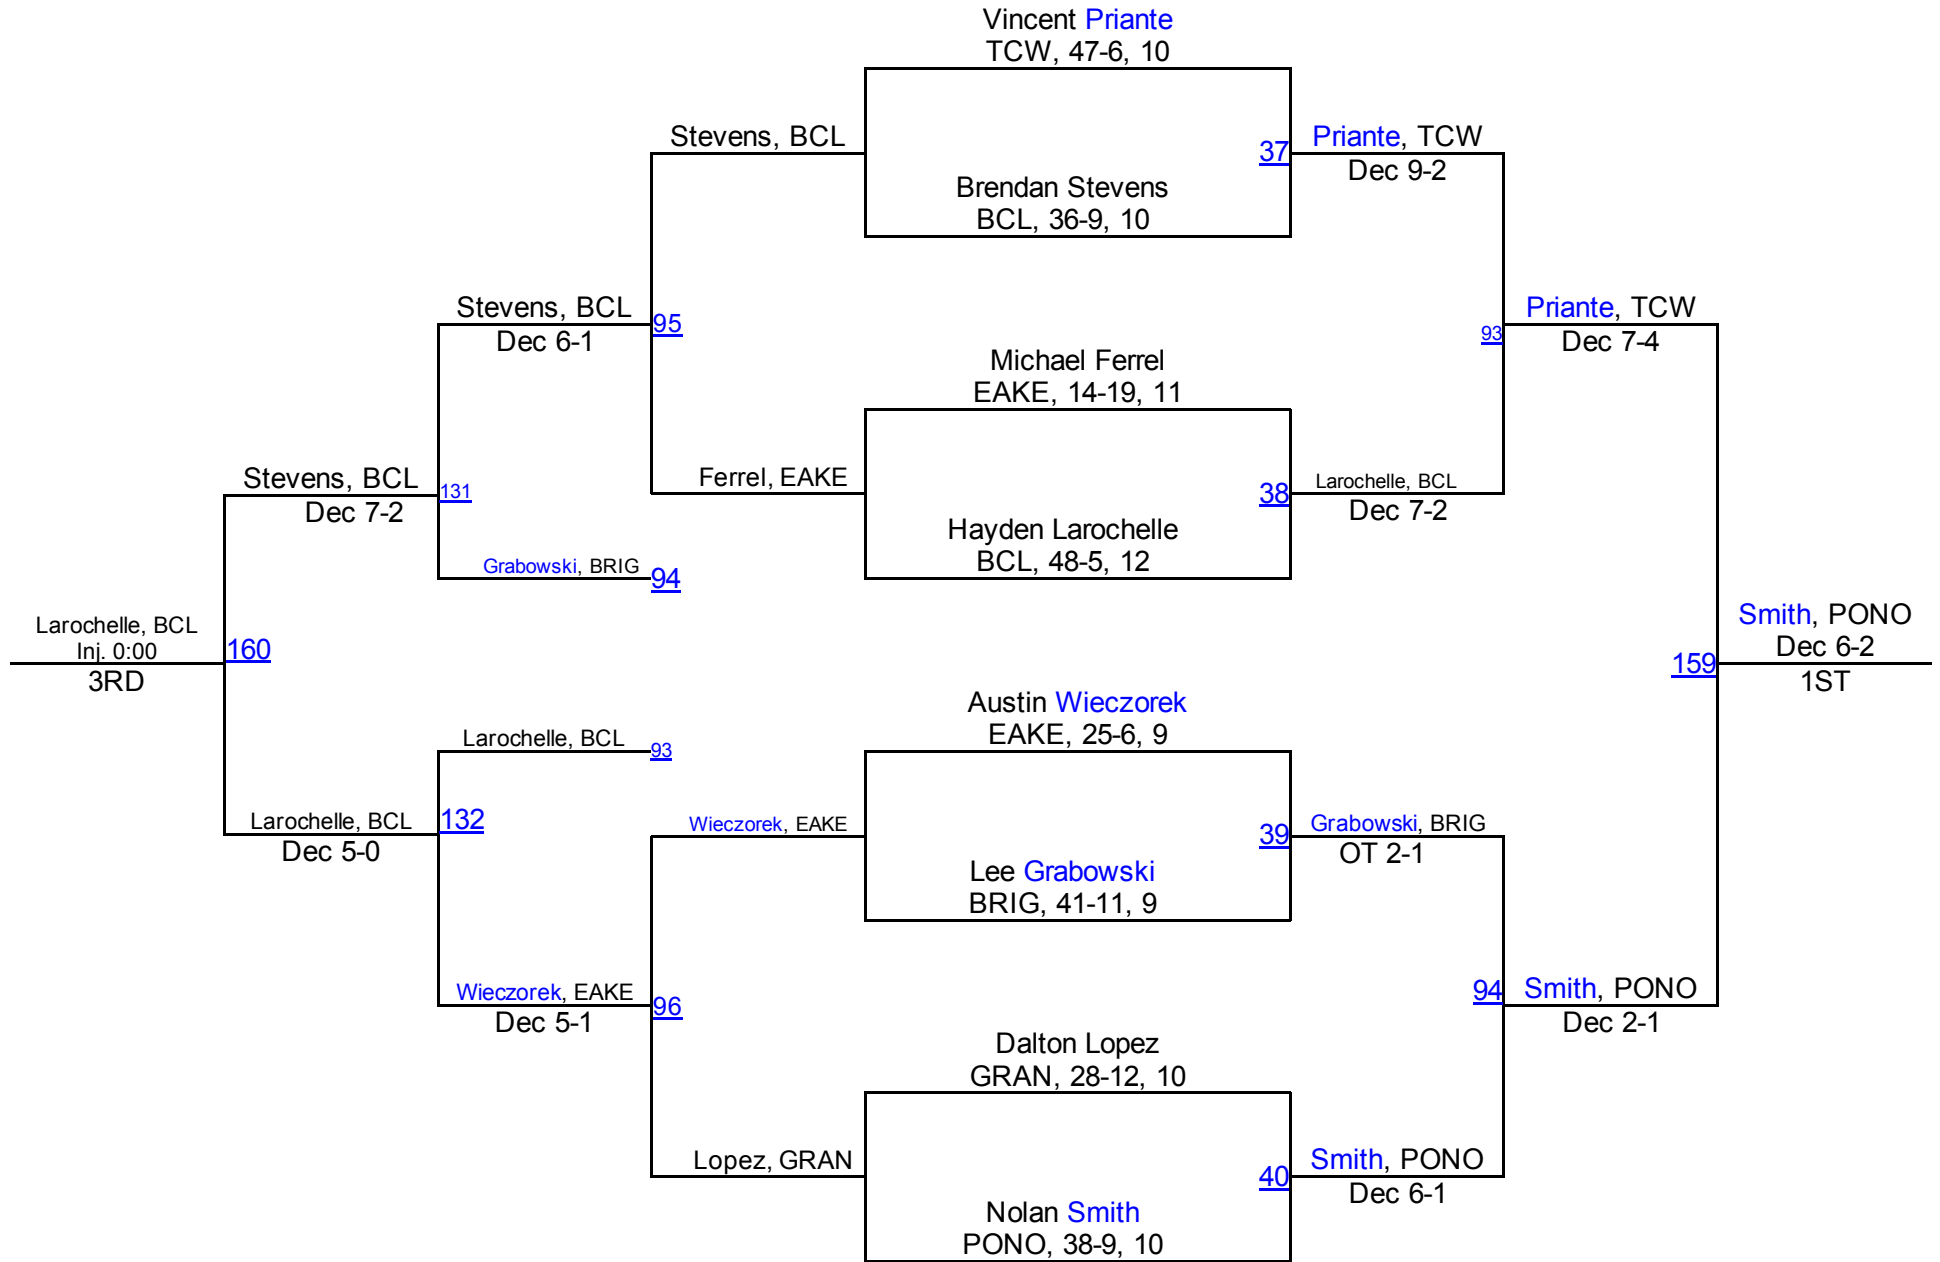 Vincent Priante
TCW, 47-6, 10
Stevens, BCL
37
Priante, TCW
Dec 9-2
Brendan Stevens
BCL, 36-9, 10
Stevens, BCL
Dec 6-1
95
93
Priante, TCW
Dec 7-4
Michael Ferrel
EAKE, 14-19, 11
Stevens, BCL
Dec 7-2
131
Ferrel, EAKE
38
Larochelle, BCL
Dec 7-2
Hayden Larochelle
BCL, 48-5, 12
Grabowski, BRIG
94
Larochelle, BCL
Inj. 0:00
3RD
160
159
Smith, PONO
Dec 6-2
1ST
Austin Wieczorek
EAKE, 25-6, 9
Larochelle, BCL
93
Larochelle, BCL
Dec 5-0
132
Wieczorek, EAKE
39
Grabowski, BRIG
OT 2-1
Lee Grabowski
BRIG, 41-11, 9
Wieczorek, EAKE
Dec 5-1
96
94
Smith, PONO
Dec 2-1
Dalton Lopez
GRAN, 28-12, 10
Lopez, GRAN
40
Smith, PONO
Dec 6-1
Nolan Smith
PONO, 38-9, 10